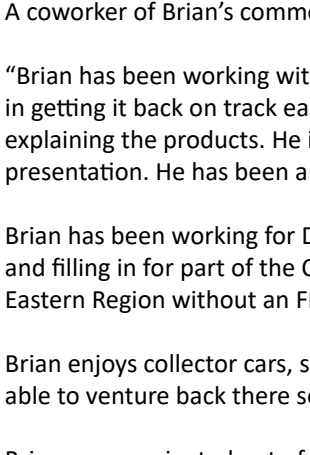 A coworker of Brian’s comme
“Brian has been working wit
in getting it back on track ea
explaining the products. He i
presentation. He has been a
Brian has been working for D
and filling in for part of the C
Eastern Region without an F
Brian enjoys collector cars, s
able to venture back there s